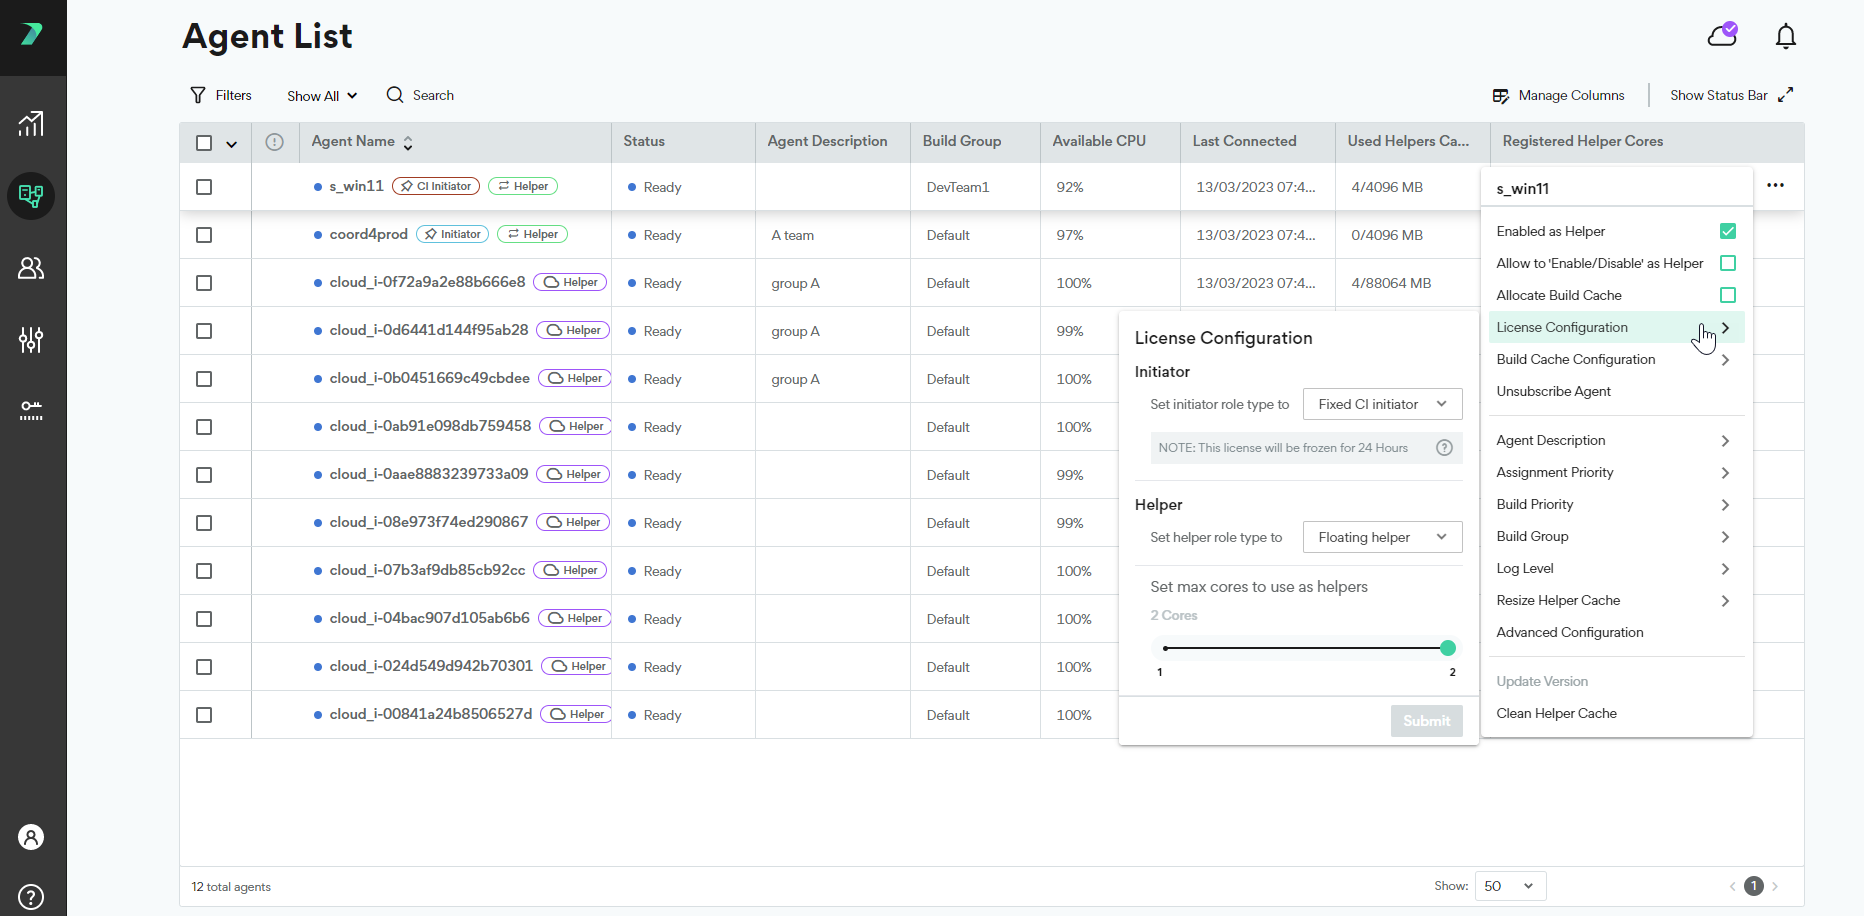 Agent List
Filters
Show All
Search
Manage Columns
Show Status Bar
Agent Name
Status
Agent Description
Build Group
Available CPU
Last Connected
Used Helpers Ca...
Registered Helper Cores
s_win11 CI Initiator Helper Ready DevTeam1 92% 13/03/2023 07:4... 4/4096 MB
coord4prod Initiator Helper Ready A team Default 97% 13/03/2023 07:4... 0/4096 MB
cloud_i-0f72a9a2e88b666e8 Helper Ready group A Default 100% 13/03/2023 07:4... 4/88064 MB
cloud_i-0d6441d144f95ab28 Helper Ready group A Default 99%
cloud_i-0b0451669c49cbdee Helper Ready group A Default 100%
cloud_i-0ab91e098db759458 Helper Ready Default 100%
cloud_i-0aae8883239733a09 Helper Ready Default 99%
cloud_i-08e973f74ed290867 Helper Ready Default 99%
cloud_i-07b3af9db85cb92cc Helper Ready Default 100%
cloud_i-04bac907d105ab6b6 Helper Ready Default 100%
cloud_i-024d549d942b70301 Helper Ready Default 100%
cloud_i-00841a24b8506527d Helper Ready Default 100%
License Configuration
Initiator
Set initiator role type to Fixed CI initiator
NOTE: This license will be frozen for 24 Hours
Helper
Set helper role type to Floating helper
Set max cores to use as helpers
2 Cores
1 2
Submit
s_win11
Enabled as Helper
Allow to 'Enable/Disable' as Helper
Allocate Build Cache
License Configuration
Build Cache Configuration
Unsubscribe Agent
Agent Description
Assignment Priority
Build Priority
Build Group
Log Level
Resize Helper Cache
Advanced Configuration
Update Version
Clean Helper Cache
12 total agents
Show: 50
1